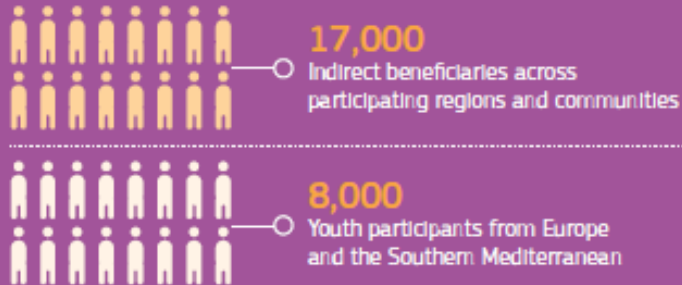 17,000
Indirect beneficiaries across
participating regions and communities
8,000
Youth participants from Europe
and the Southern Mediterranean